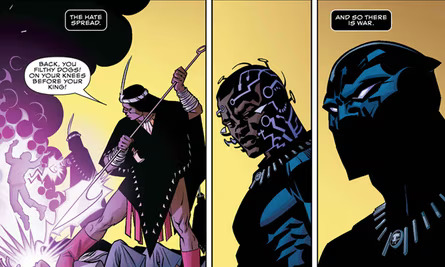 THE HATE
SPREAD.
BACK, YOU
FILTHY DOGS!
ON YOUR KNEES
BEFORE YOUR
KING!
AND SO THERE
IS WAR.